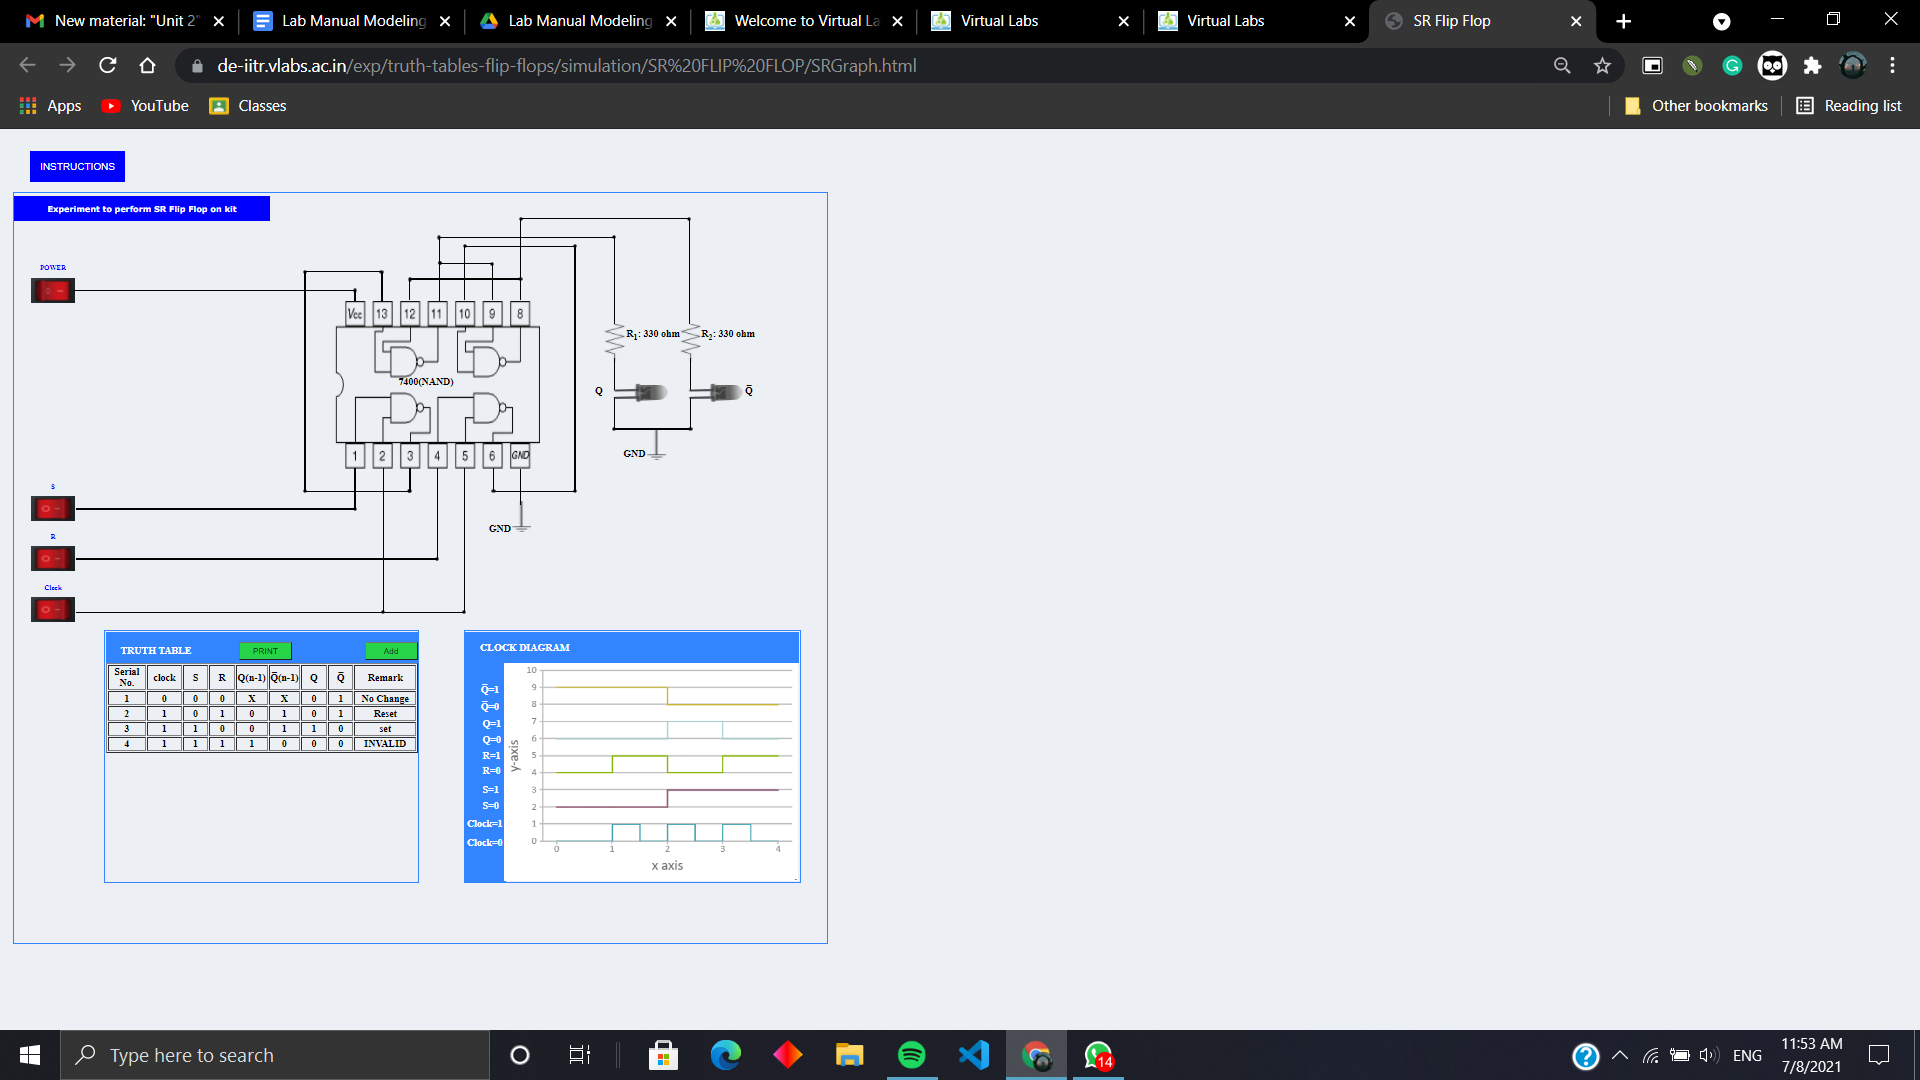 New material: "Unit 2"
Lab Manual Modeling
Lab Manual Modeling
Welcome to Virtual La
Virtual Labs
Virtual Labs
SR Flip Flop
de-iitr.vlabs.ac.in/exp/truth-tables-flip-flops/simulation/SR%20FLIP%20FLOP/SRGraph.html
Apps YouTube Classes Other bookmarks Reading list
INSTRUCTIONS
Experiment to perform SR Flip Flop on kit
POWER
Vcc 13 12 11 10 9 8
R1: 330 ohm R2: 330 ohm
7400(NAND)
Q Q̅
1 2 3 4 5 6 GND
GND
S
GND
R
Clock
TRUTH TABLE PRINT Add
Serial No. clock S R Q(n-1) Q̅(n-1) Q Q̅ Remark
1 0 0 0 X X 0 1 No Change
2 1 0 1 0 1 0 1 Reset
3 1 1 0 0 1 1 0 set
4 1 1 1 1 0 0 0 INVALID
CLOCK DIAGRAM
Q̅=1
Q̅=0
Q=1
Q=0
R=1
R=0
S=1
S=0
Clock=1
Clock=0
y-axis
10
9
8
7
6
5
4
3
2
1
0
0 1 2 3 4
x axis
Type here to search
14
ENG
11:53 AM
7/8/2021